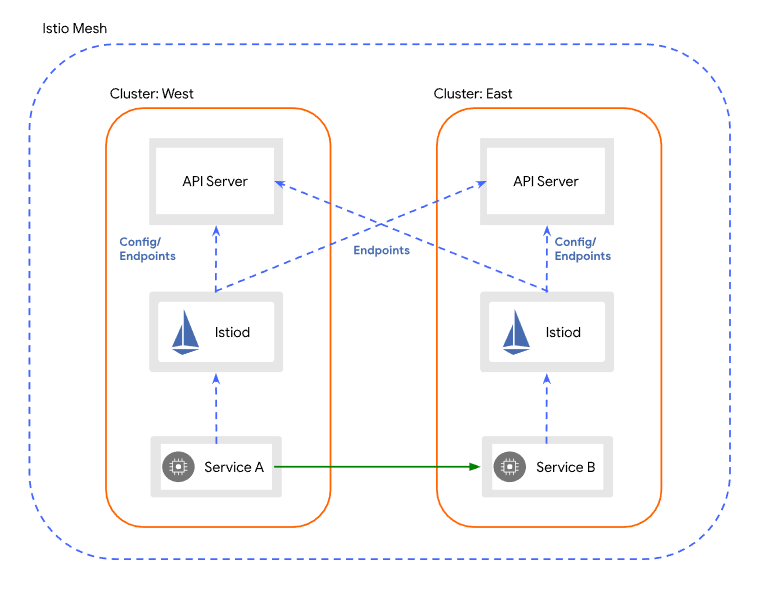 Istio Mesh
Cluster: West
Cluster: East
API Server
API Server
Config/
Endpoints
Endpoints
Config/
Endpoints
Istiod
Istiod
Service A
Service B